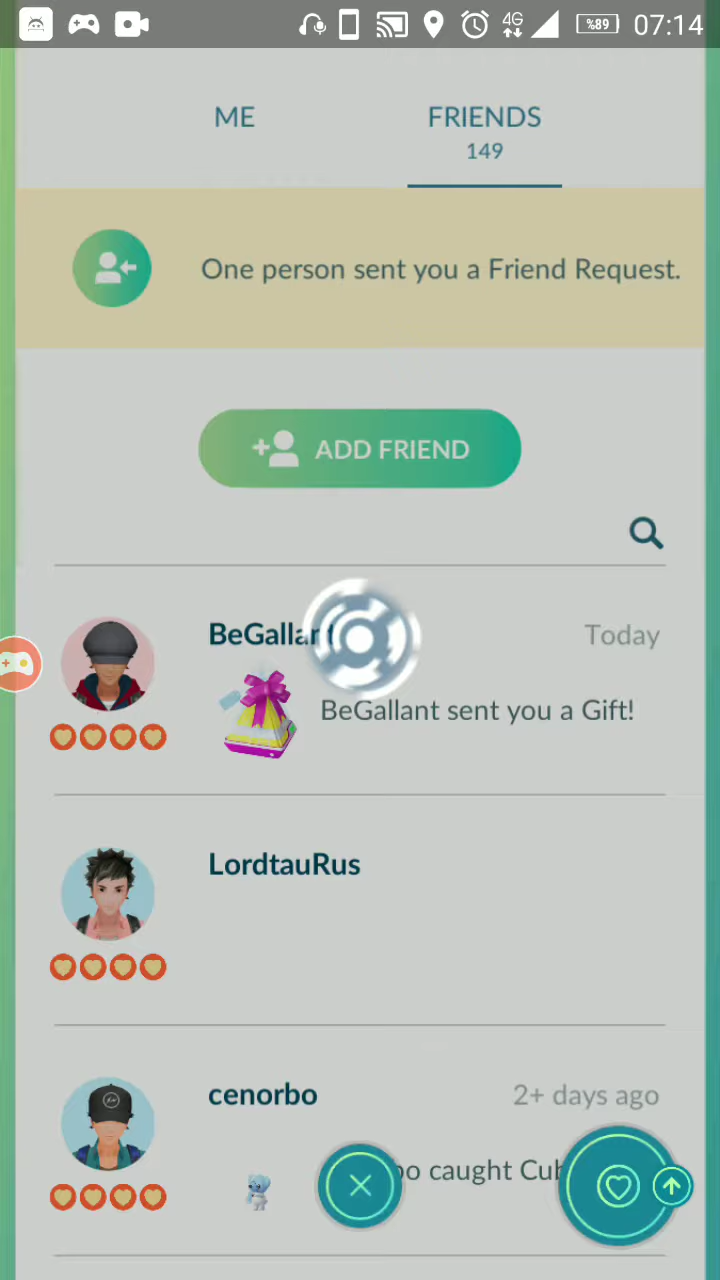 4G
%89
07:14
ME
FRIENDS
149
One person sent you a Friend Request.
ADD FRIEND
Today
BeGallant sent you a Gift!
LordtauRus
cenorbo
2+ days ago
caught